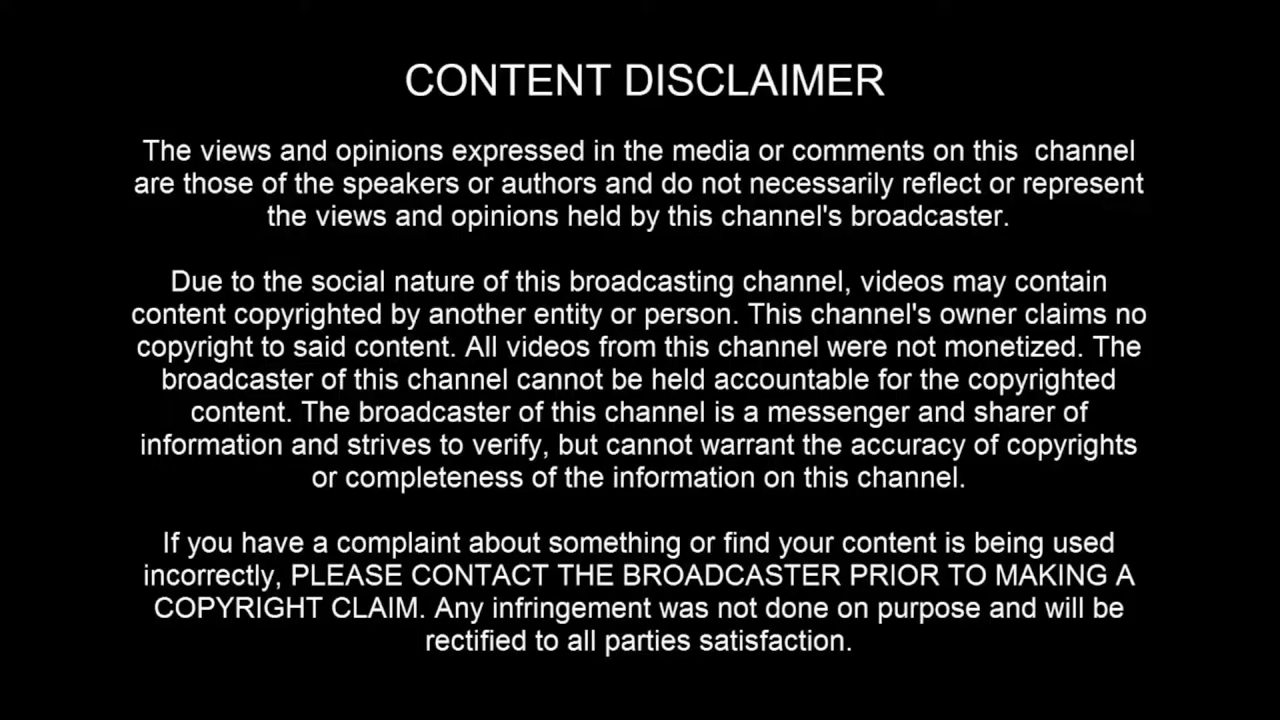 CONTENT DISCLAIMER
The views and opinions expressed in the media or comments on this  channel
are those of the speakers or authors and do not necessarily reflect or represent
the views and opinions held by this channel's broadcaster.
Due to the social nature of this broadcasting channel, videos may contain
content copyrighted by another entity or person. This channel's owner claims no
copyright to said content. All videos from this channel were not monetized. The
broadcaster of this channel cannot be held accountable for the copyrighted
content. The broadcaster of this channel is a messenger and sharer of
information and strives to verify, but cannot warrant the accuracy of copyrights
or completeness of the information on this channel.
If you have a complaint about something or find your content is being used
incorrectly, PLEASE CONTACT THE BROADCASTER PRIOR TO MAKING A
COPYRIGHT CLAIM. Any infringement was not done on purpose and will be
rectified to all parties satisfaction.